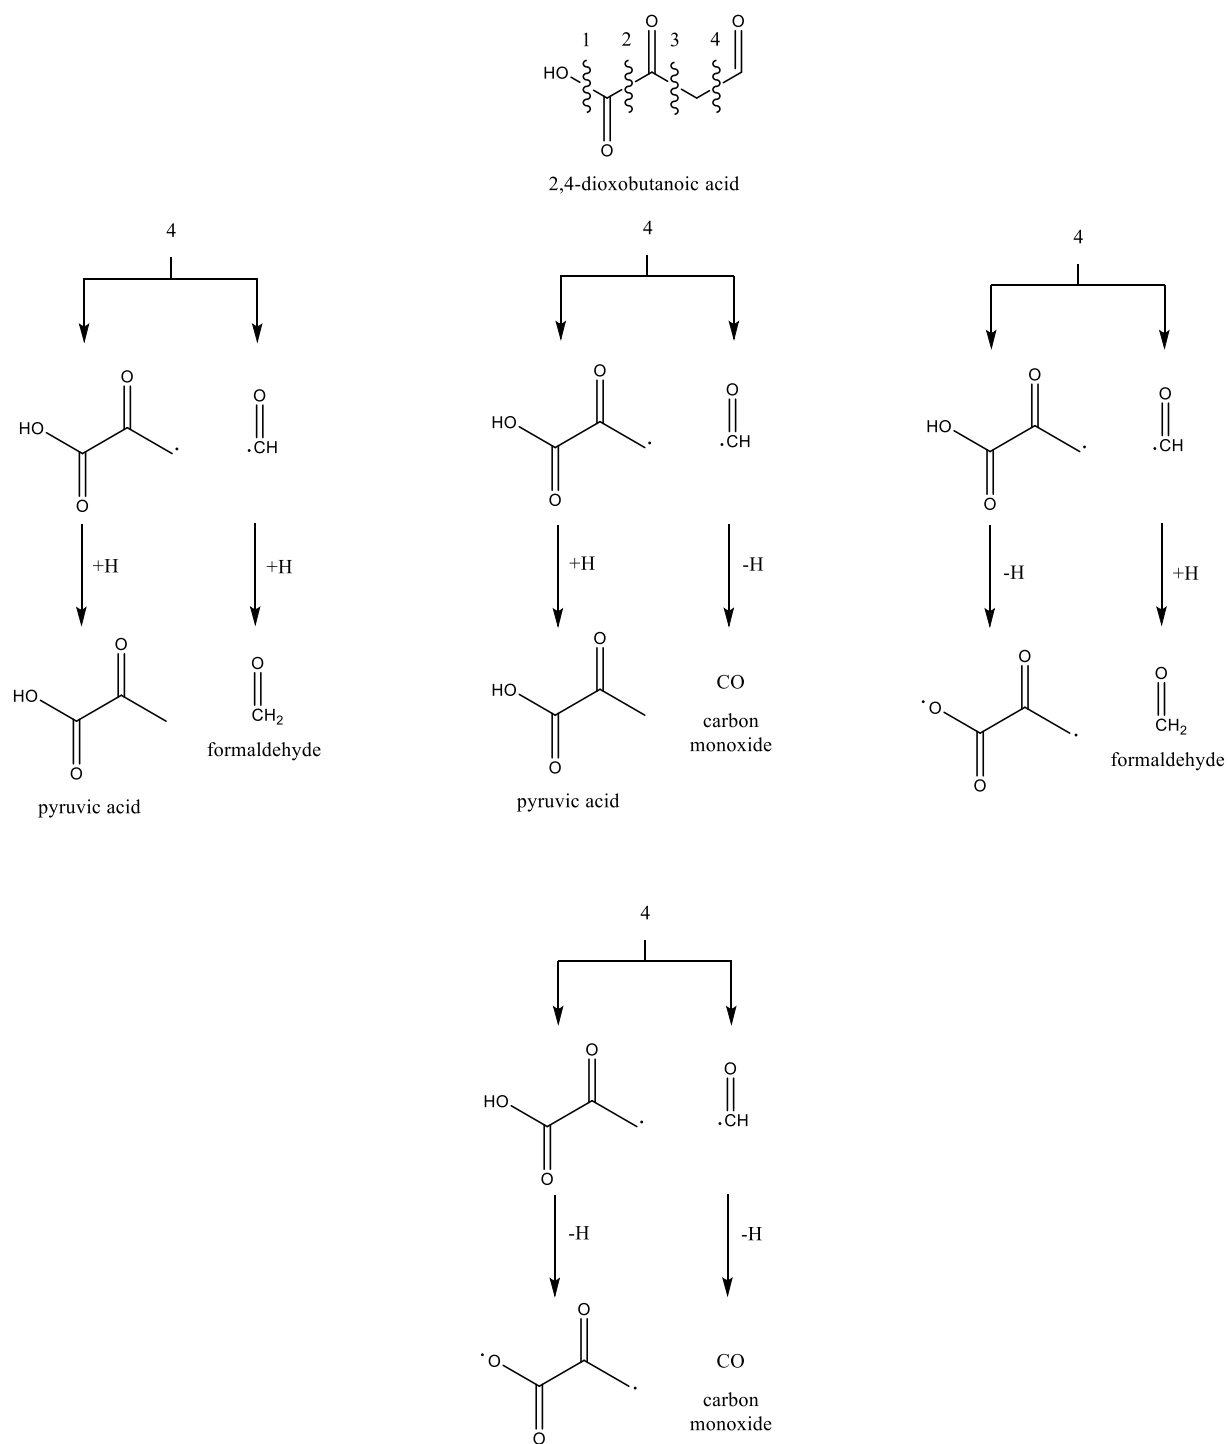 O O
1 2 3 4
HO
O
2,4-dioxobutanoic acid
4 4 4
O O O
O O O
HO HO HO
·CH ·CH ·CH
O O O
+H +H +H -H -H +H
O O O
O O
HO HO CO ·O
CH2 carbon CH2
formaldehyde monoxide formaldehyde
O O O
pyruvic acid pyruvic acid
4
O
O
HO
·CH
O
-H -H
O
·O CO
carbon
monoxide
O